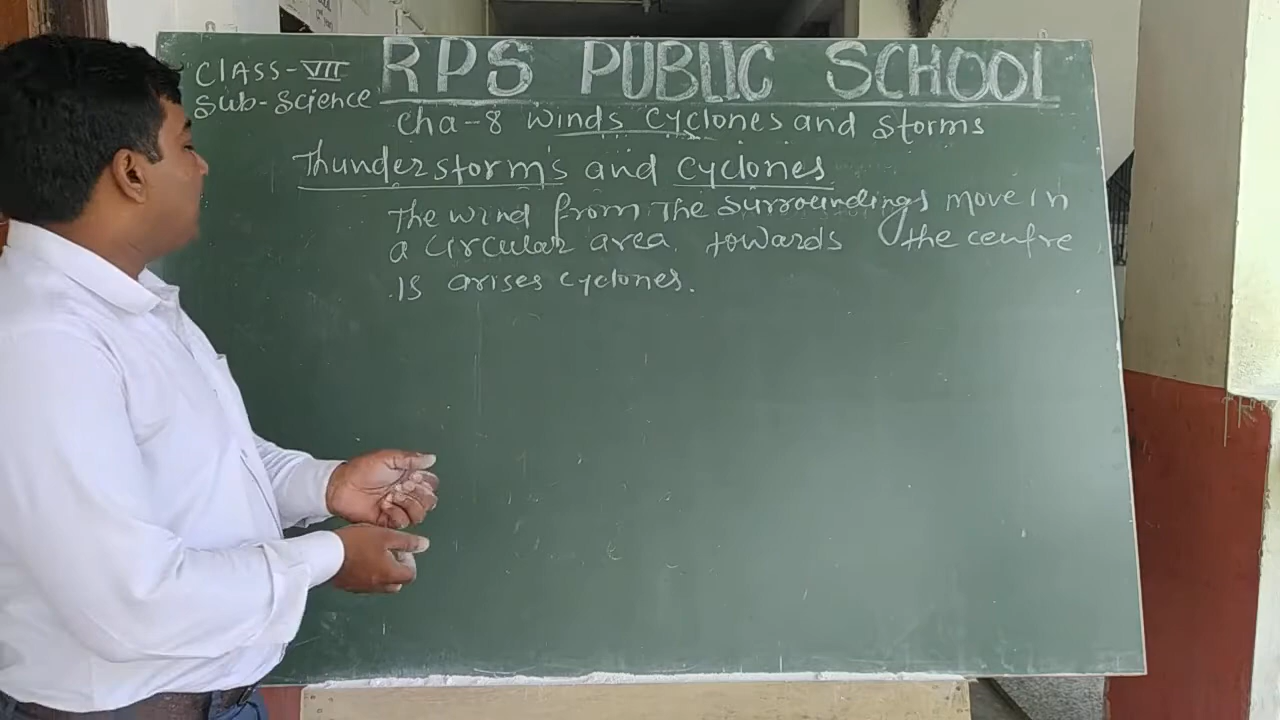 CLASS-VII
RPS PUBLIC SCHOOL
Sub-Science
Cha-8 Winds Cyclones and Storms
Thunderstorm's and Cyclones
The wind from The surroundings move in
a circular area towards the centre
is arises cyclones.